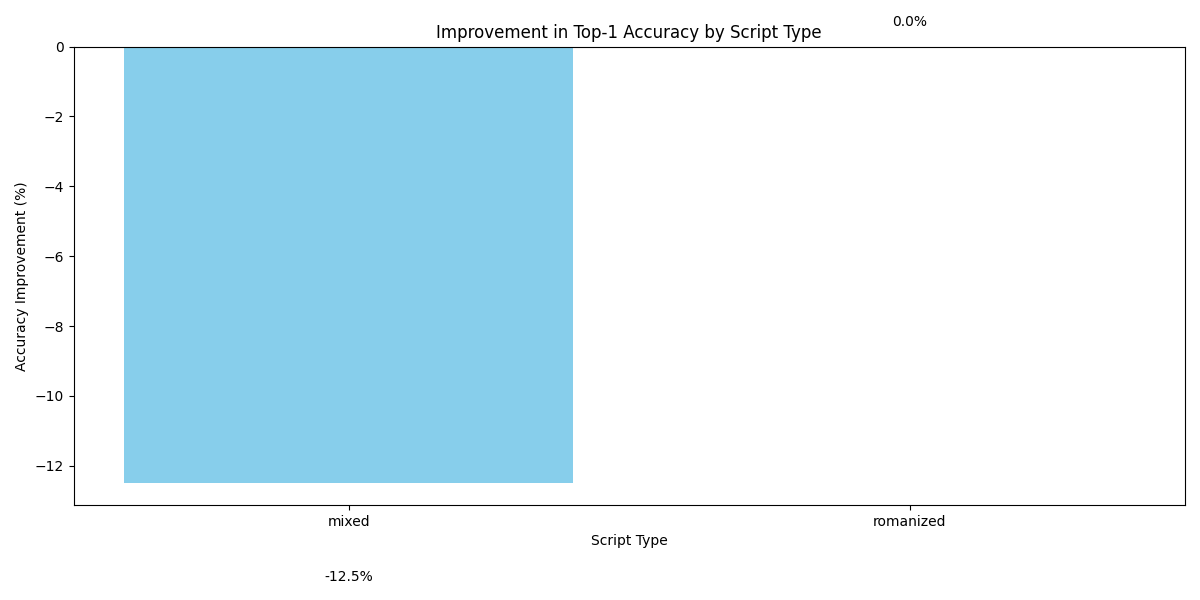 0.0%
Improvement in Top-1 Accuracy by Script Type
0
−2
−4
−6
−8
−10
−12
Accuracy Improvement (%)
mixed
romanized
Script Type
-12.5%